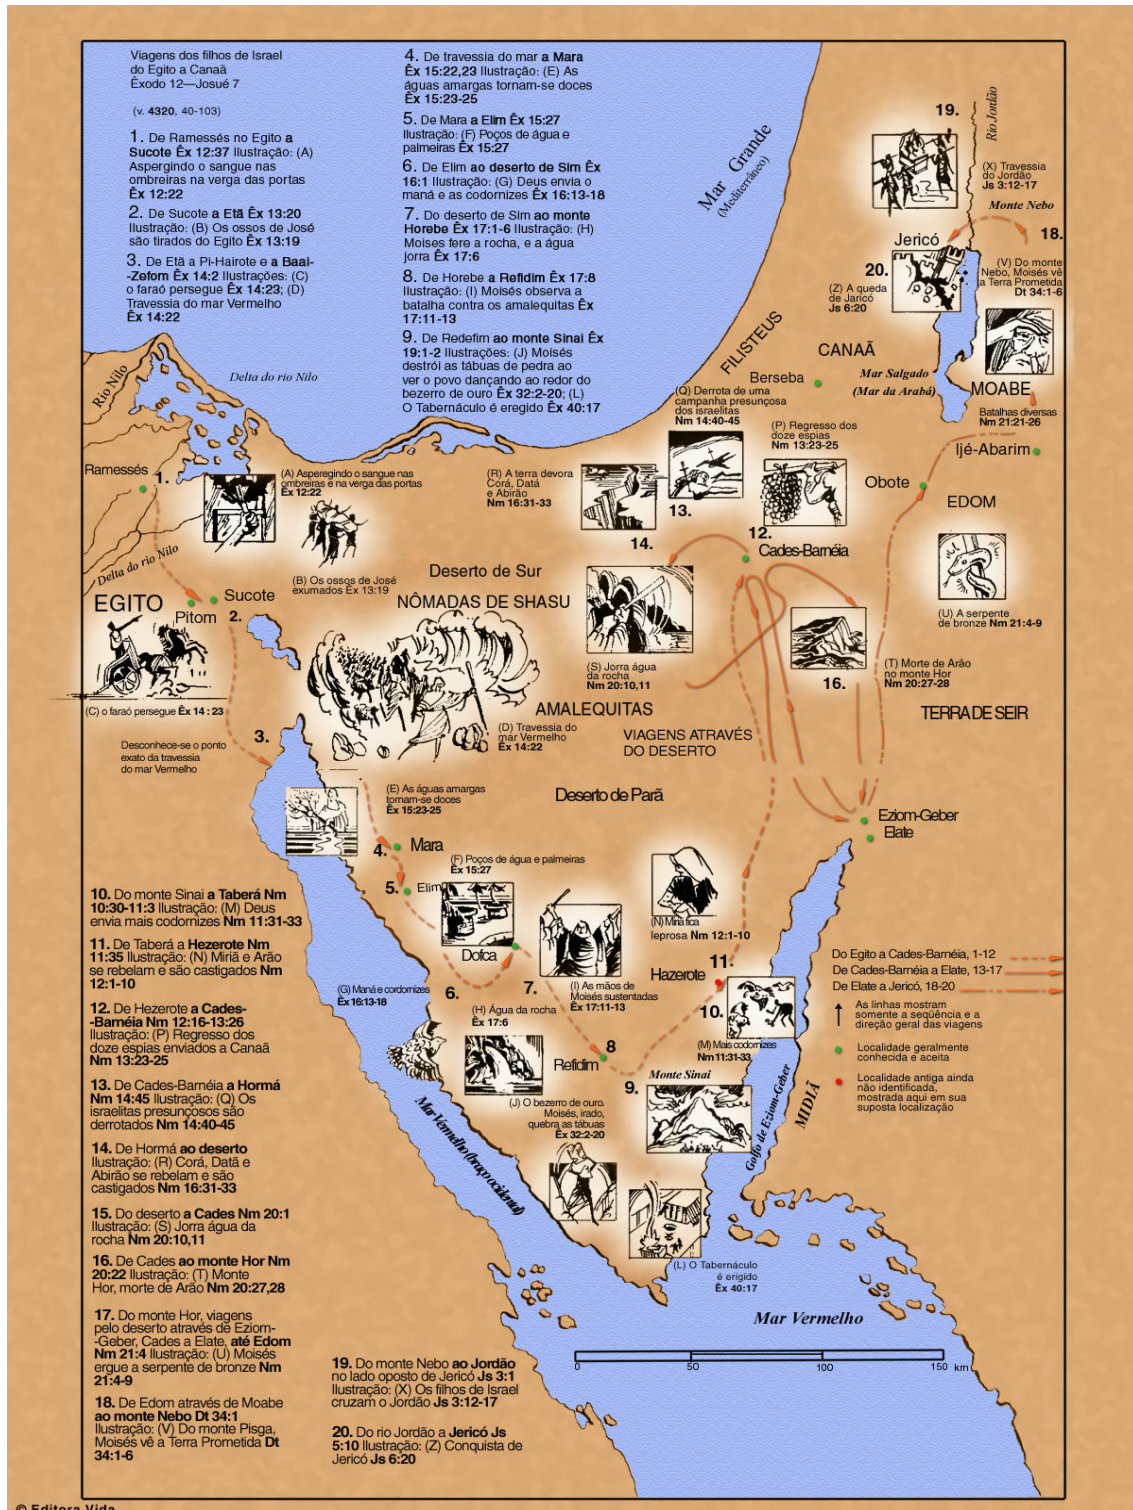 Viagens dos filhos de Israel
do Egito a Canaã
Êxodo 12—Josué 7
(v. 4320, 40-103)
1. De Ramessés no Egito a
Sucote Êx 12:37 Ilustração: (A)
Aspergindo o sangue nas
ombreiras na verga das portas
Êx 12:22
2. De Sucote a Etã Êx 13:20
Ilustração: (B) Os ossos de José
são tirados do Egito Êx 13:19
3. De Etã a Pi-Hairote e a Baal-
-Zefom Êx 14:2 Ilustrações: (C)
o faraó persegue Êx 14:23; (D)
Travessia do mar Vermelho
Êx 14:22
4. De travessia do mar a Mara
Êx 15:22,23 Ilustração: (E) As
águas amargas tornam-se doces
Êx 15:23-25
5. De Mara a Elim Êx 15:27
Ilustração: (F) Poços de água e
palmeiras Êx 15:27
6. De Elim ao deserto de Sim Êx
16:1 Ilustração: (G) Deus envia o
maná e as codornizes Êx 16:13-18
7. Do deserto de Sim ao monte
Horebe Êx 17:1-6 Ilustração: (H)
Moises fere a rocha, e a água
jorra Êx 17:6
8. De Horebe a Refidim Êx 17:8
Ilustração: (I) Moisés observa a
batalha contra os amalequitas Êx
17:11-13
9. De Redefim ao monte Sinai Êx
19:1-2 Ilustrações: (J) Moisés
destrói as tábuas de pedra ao
ver o povo dançando ao redor do
bezerro de ouro Êx 32:2-20; (L)
O Tabernáculo é eregido Êx 40:17
Mar Grande
(Mediterrâneo)
19.
Rio Jordão
(X) Travessia
do Jordão
Js 3:12-17
Monte Nebo
Jericó
18.
20.
(V) Do monte
Nebo, Moisés vê
a Terra Prometida
Dt 34:1-6
(Z) A queda
de Jaricó
Js 6:20
FILISTEUS
CANAÃ
Berseba
Mar Salgado
(Mar da Arabá)
MOABE
Batalhas diversas
Nm 21:21-26
Ijé-Abarim
Obote
EDOM
Rio Nilo
Delta do rio Nilo
Ramessés
1.
(A) Asperegindo o sangue nas
ombreiras e na verga das portas
Êx 12:22
(R) A terra devora
Corá, Datá
e Abirão
Nm 16:31-33
(Q) Derrota de uma
campanha presunçosa
dos israelitas
Nm 14:40-45
(P) Regresso dos
doze espias
Nm 13:23-25
13.
12.
14.
Cades-Barnéia
Delta do rio Nilo
(B) Os ossos de José
exumados Êx 13:19
Deserto de Sur
NÔMADAS DE SHASU
EGITO
Sucote
Pitom
2.
(U) A serpente
de bronze Nm 21:4-9
(S) Jorra água
da rocha
Nm 20:10,11
16.
(T) Morte de Arão
no monte Hor
Nm 20:27-28
(C) o faraó persegue Êx 14 : 23
AMALEQUITAS
(D) Travessia do
mar Vermelho
Êx 14:22
VIAGENS ATRAVÉS
DO DESERTO
TERRA DE SEIR
3.
Desconhece-se o ponto
exato da travessia
do mar Vermelho
(E) As águas amargas
tornam-se doces
Êx 15:23-25
Deserto de Parã
Eziom-Geber
Elate
4.
Mara
(F) Poços de água e palmeiras
Êx 15:27
5.
Elim
Dofca
(N) Miriã fica
leprosa Nm 12:1-10
(G) Maná e cordornizes
Êx 16:13-18
6.
7.
(I) As mãos de
Moisés sustentadas
Êx 17:11-13
Hazerote
11.
10.
(M) Mais codornizes
Nm 11:31-33
(H) Água da rocha
Êx 17:6
Refidim
8
9.
Monte Sinai
(J) O bezerro de ouro.
Moisés, irado,
quebra as tábuas
Êx 32:2-20
Golfo de Eziom-Geber
MIDIÃ
Mar Vermelho (braço ocidental)
(L) O Tabernáculo
é erigido
Êx 40:17
Mar Vermelho
Do Egito a Cades-Barnéia, 1-12
De Cades-Barnéia a Elate, 13-17
De Elate a Jericó, 18-20
As linhas mostram
somente a seqüência e a
direção geral das viagens
Localidade geralmente
conhecida e aceita
Localidade antiga ainda
não identificada,
mostrada aqui em sua
suposta localização
10. Do monte Sinai a Taberá Nm
10:30-11:3 Ilustração: (M) Deus
envia mais codornizes Nm 11:31-33
11. De Taberá a Hezerote Nm
11:35 Ilustração: (N) Miriã e Arão
se rebelam e são castigados Nm
12:1-10
12. De Hezerote a Cades-
-Barnéia Nm 12:16-13:26
Ilustração: (P) Regresso dos
doze espias enviados a Canaã
Nm 13:23-25
13. De Cades-Barnéia a Hormá
Nm 14:45 Ilustração: (Q) Os
israelitas presunçosos são
derrotados Nm 14:40-45
14. De Hormá ao deserto
Ilustração: (R) Corá, Datã e
Abirão se rebelam e são
castigados Nm 16:31-33
15. Do deserto a Cades Nm 20:1
Ilustração: (S) Jorra água da
rocha Nm 20:10,11
16. De Cades ao monte Hor Nm
20:22 Ilustração: (T) Monte
Hor, morte de Arão Nm 20:27,28
17. Do monte Hor, viagens
pelo deserto através de Eziom-
-Geber, Cades a Elate, até Edom
Nm 21:4 Ilustração: (U) Moisés
ergue a serpente de bronze Nm
21:4-9
18. De Edom através de Moabe
ao monte Nebo Dt 34:1
Ilustração: (V) Do monte Pisga,
Moisés vê a Terra Prometida Dt
34:1-6
19. Do monte Nebo ao Jordão
no lado oposto de Jericó Js 3:1
Ilustração: (X) Os filhos de Israel
cruzam o Jordão Js 3:12-17
20. Do rio Jordão a Jericó Js
5:10 Ilustração: (Z) Conquista de
Jericó Js 6:20
0 50 100 150 km
© Editora Vida